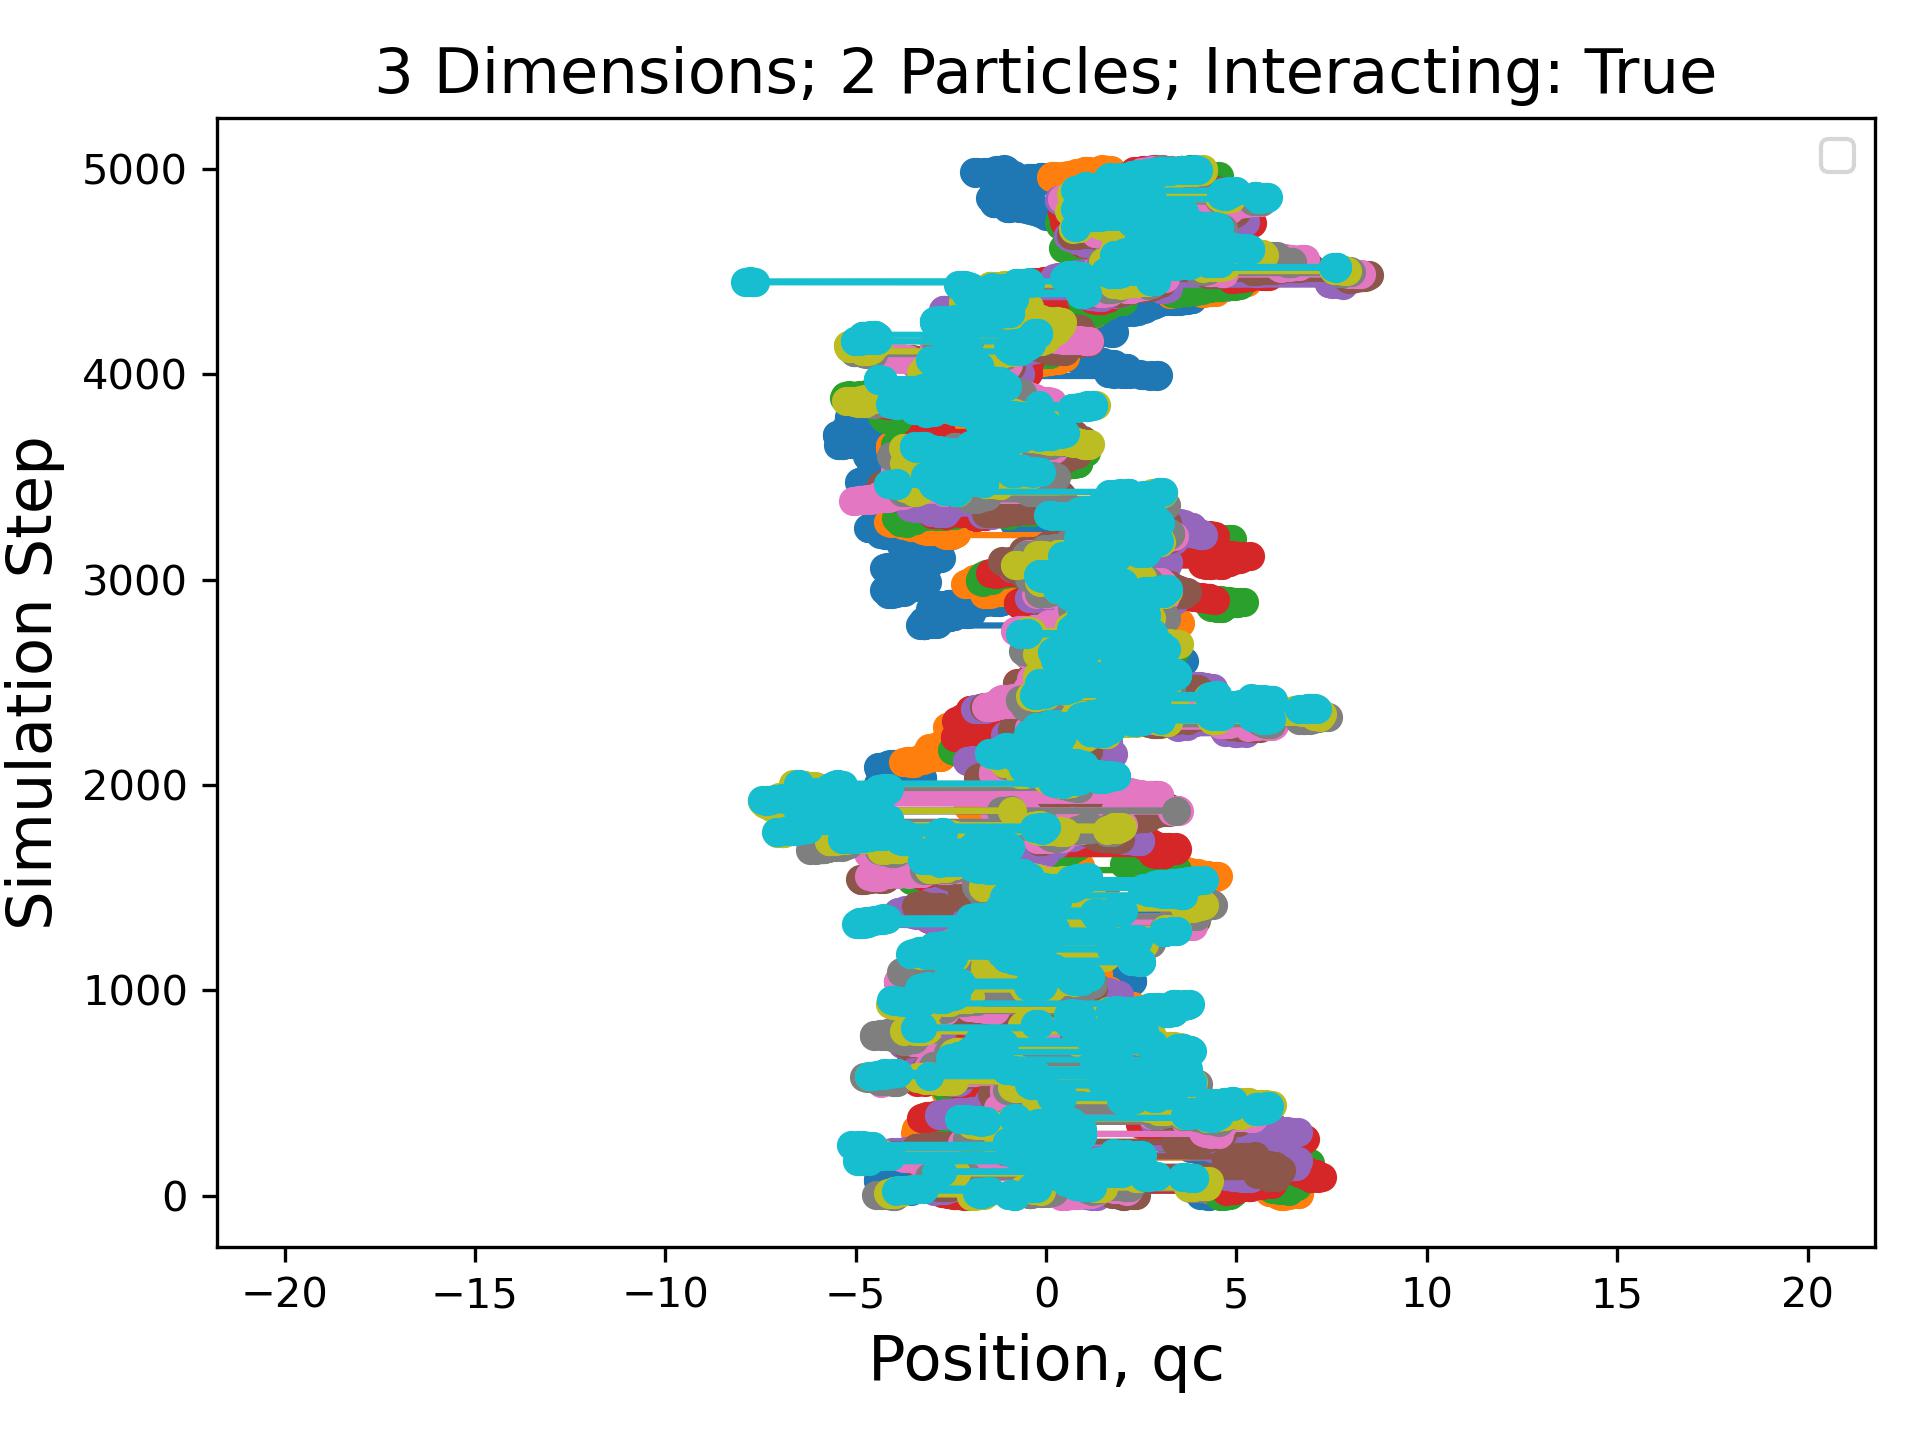 3 Dimensions; 2 Particles; Interacting: True
5000
4000
3000
2000
1000
0
Simulation Step
−20 −15 −10 −5 0 5 10 15 20
Position, qc